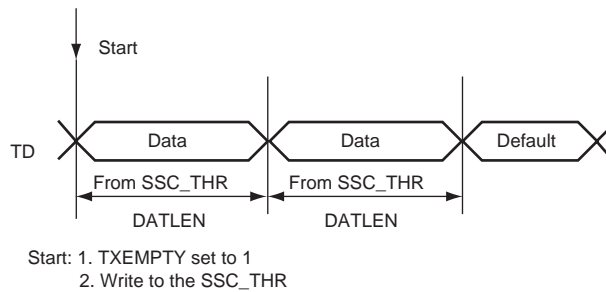 Start
TD
Data
Data
Default
From SSC_THR
From SSC_THR
DATLEN
DATLEN
Start: 1. TXEMPTY set to 1
2. Write to the SSC_THR